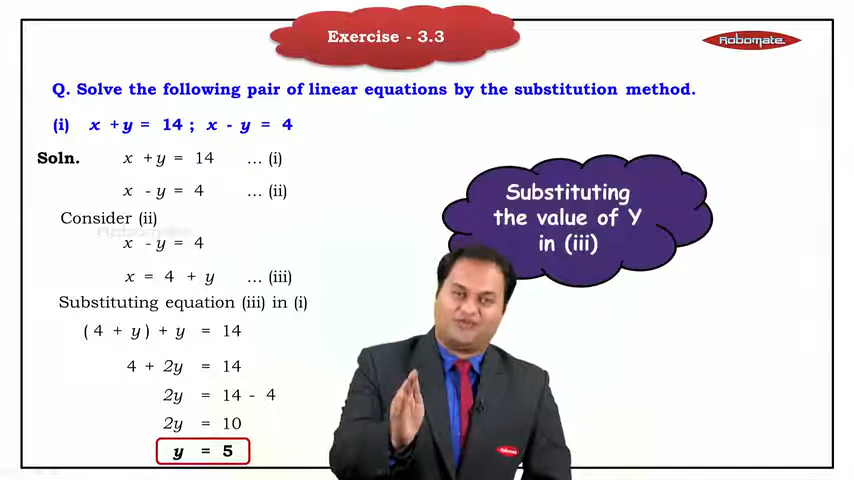 Exercise - 3.3
Robomate
Q. Solve the following pair of linear equations by the substitution method.
(i) x + y = 14 ; x - y = 4
Soln. x + y = 14 ... (i)
x - y = 4 ... (ii)
Consider (ii)
Robomate
x - y = 4
x = 4 + y ... (iii)
Substituting equation (iii) in (i)
( 4 + y ) + y = 14
4 + 2y = 14
2y = 14 - 4
2y = 10
y = 5
Substituting
the value of Y
in (iii)